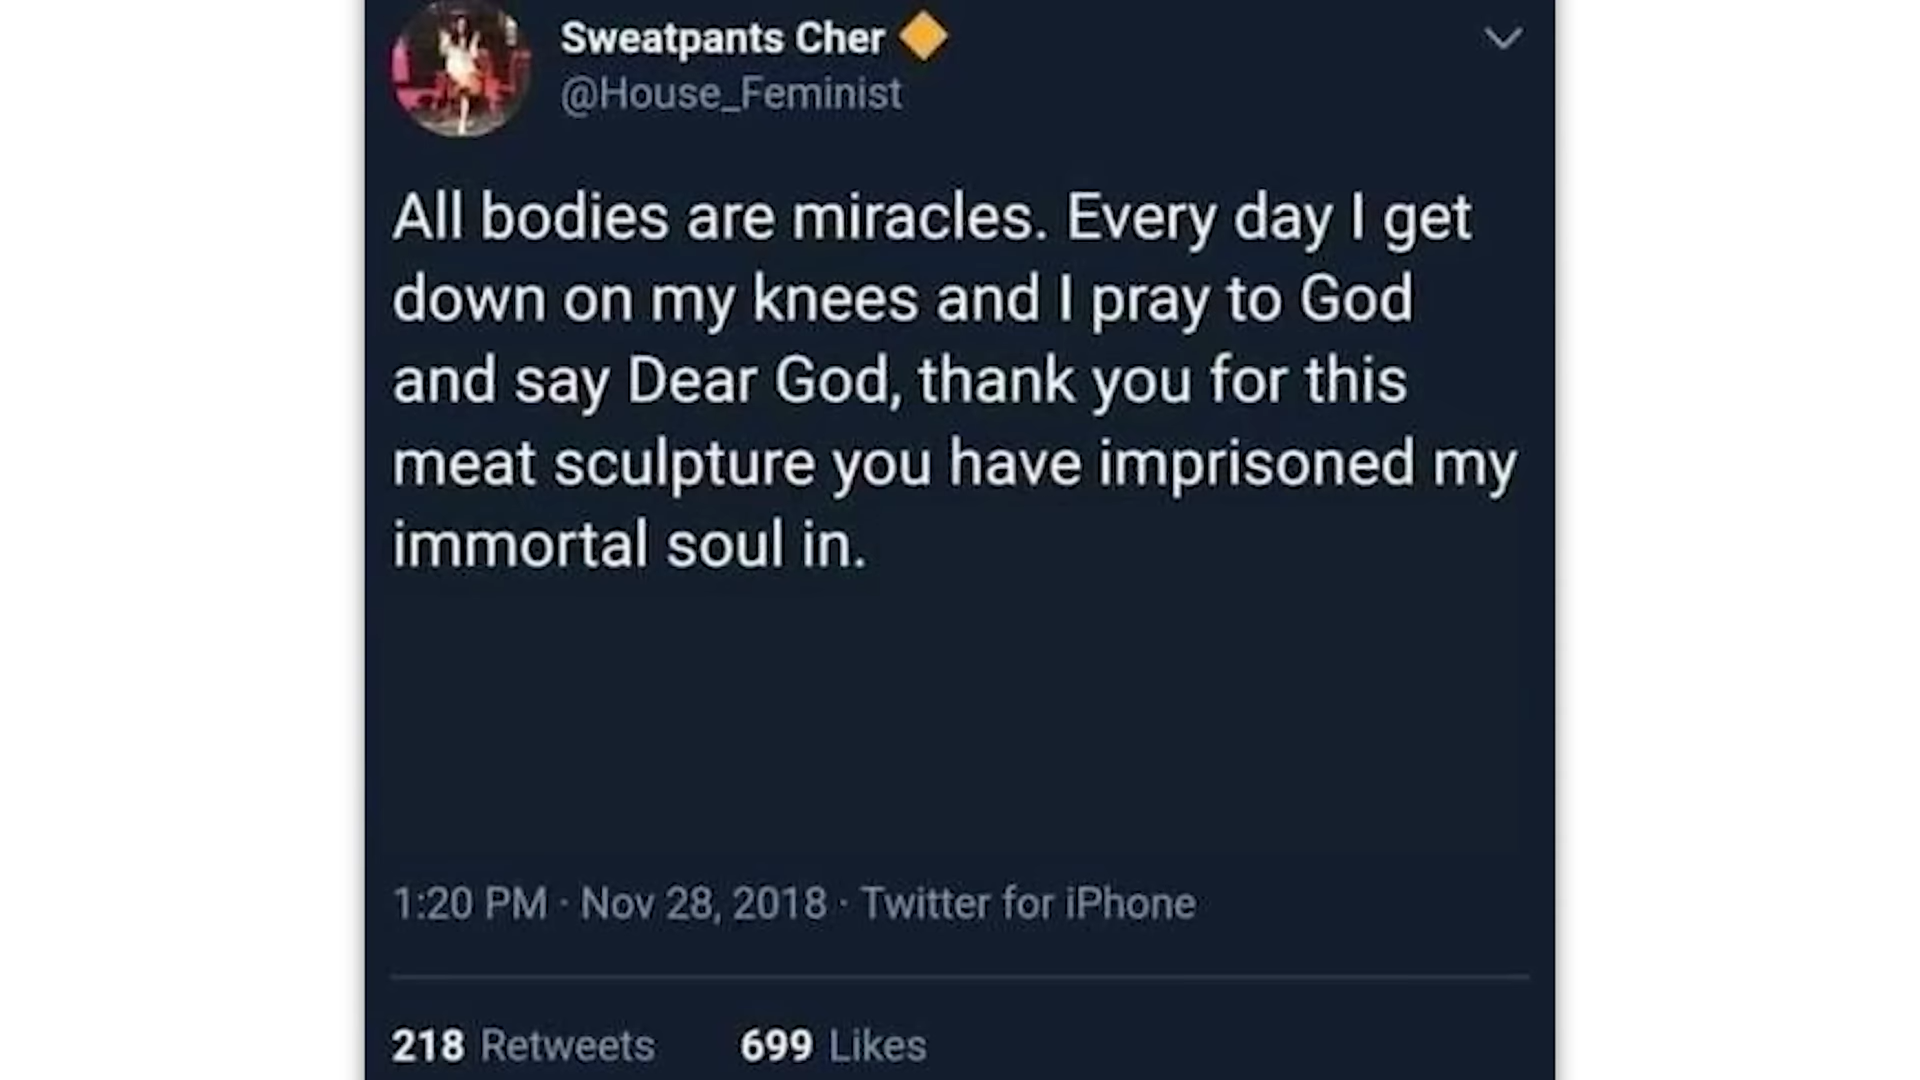 Sweatpants Cher
@House_Feminist
All bodies are miracles. Every day I get
down on my knees and I pray to God
and say Dear God, thank you for this
meat sculpture you have imprisoned my
immortal soul in.
1:20 PM · Nov 28, 2018 · Twitter for iPhone
218 Retweets 699 Likes